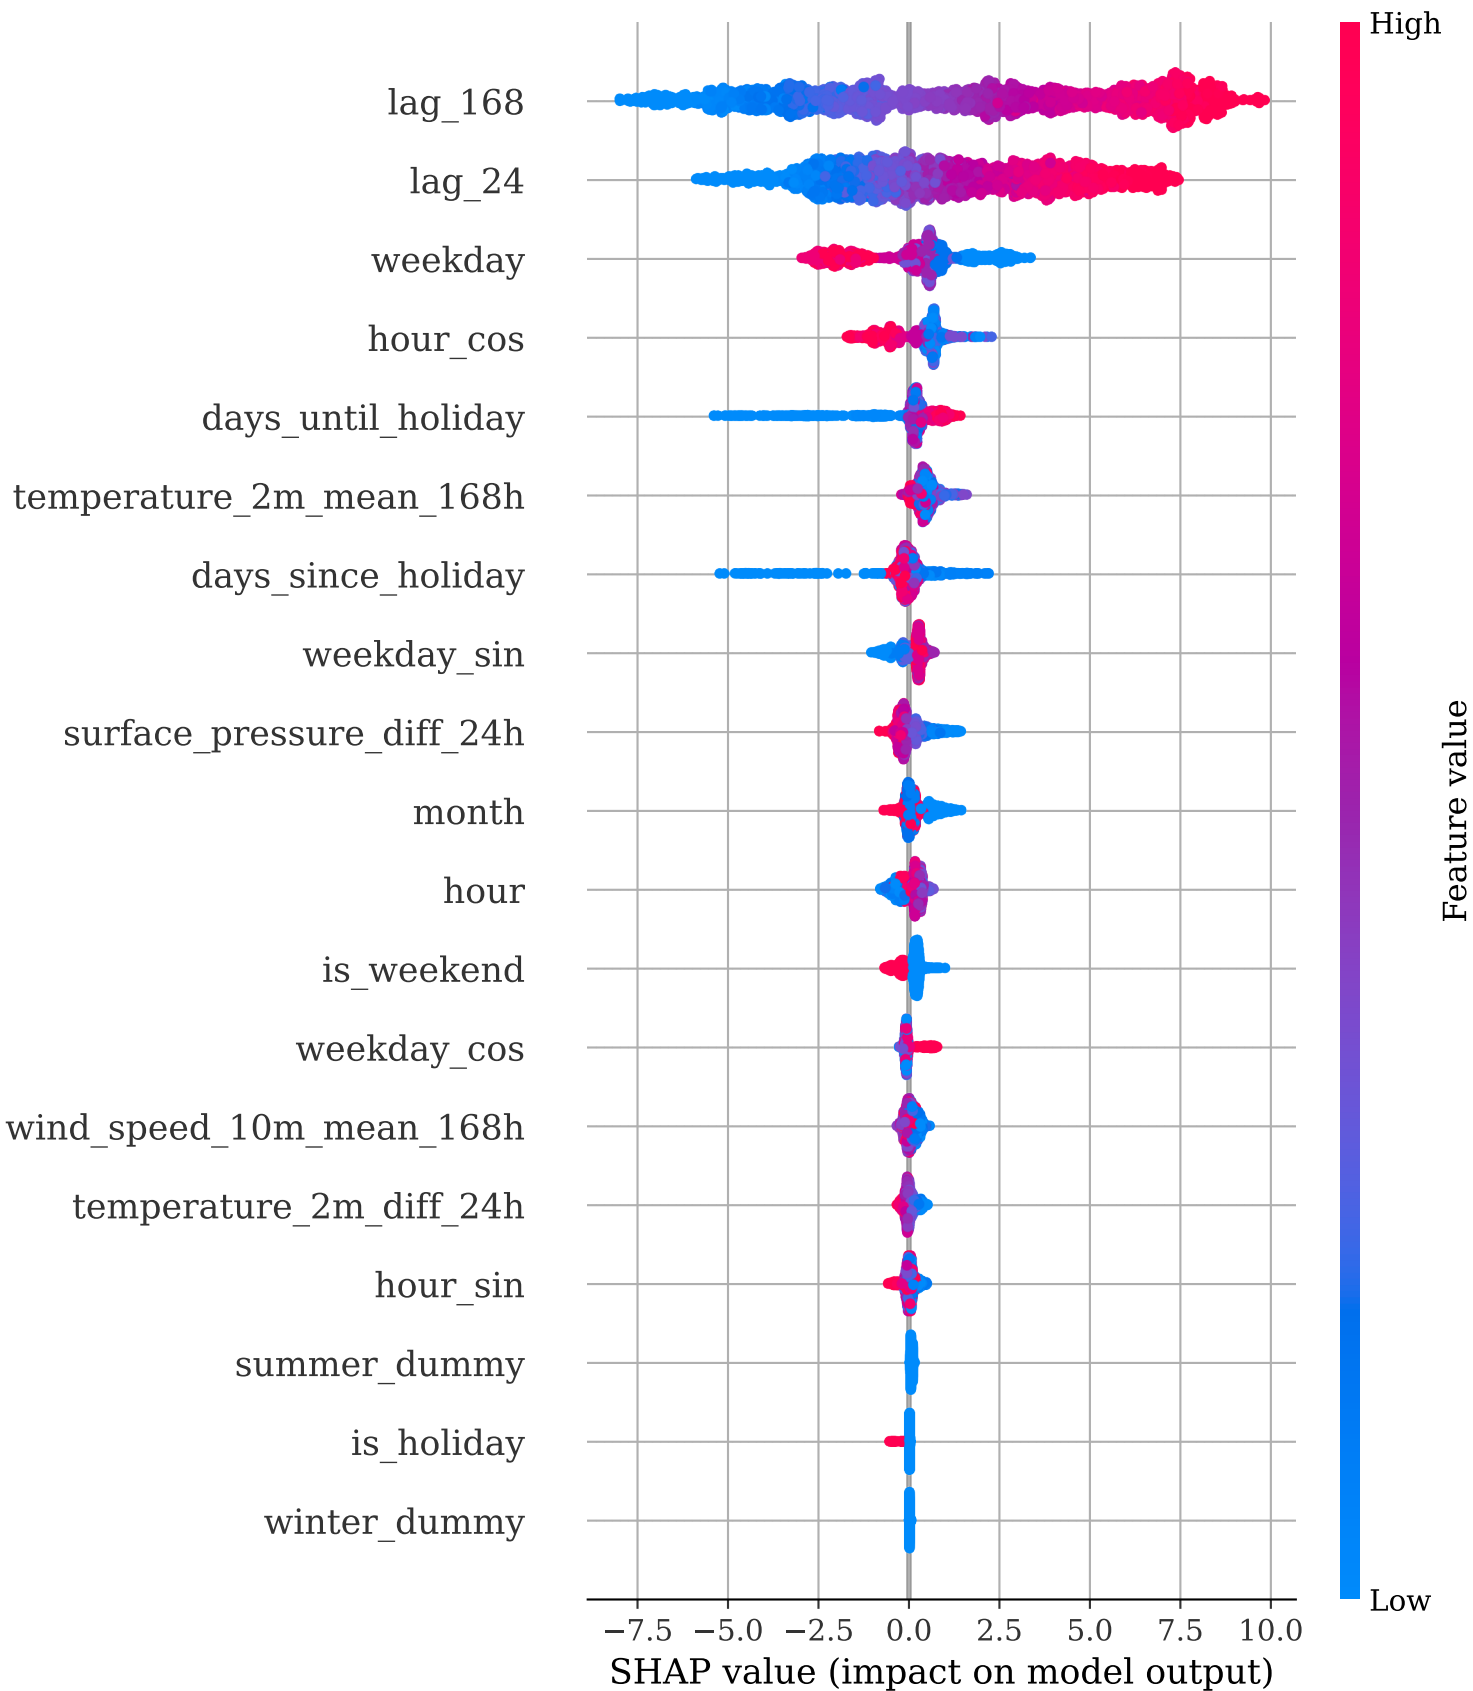 High
lag_168
lag_24
weekday
hour_cos
days_until_holiday
temperature_2m_mean_168h
days_since_holiday
weekday_sin
surface_pressure_diff_24h
month
hour
is_weekend
weekday_cos
wind_speed_10m_mean_168h
temperature_2m_diff_24h
hour_sin
summer_dummy
is_holiday
winter_dummy
Feature value
Low
−7.5 −5.0 −2.5 0.0 2.5 5.0 7.5 10.0
SHAP value (impact on model output)